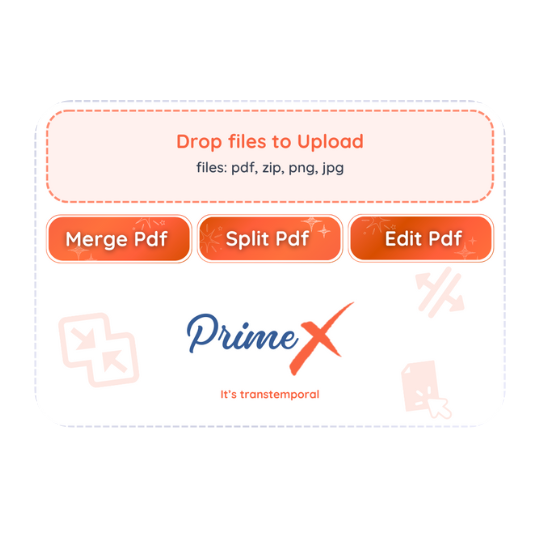 Drop files to Upload
files: pdf, zip, png, jpg
Merge Pdf
Split Pdf
Edit Pdf
PrimeX
It's transtemporal